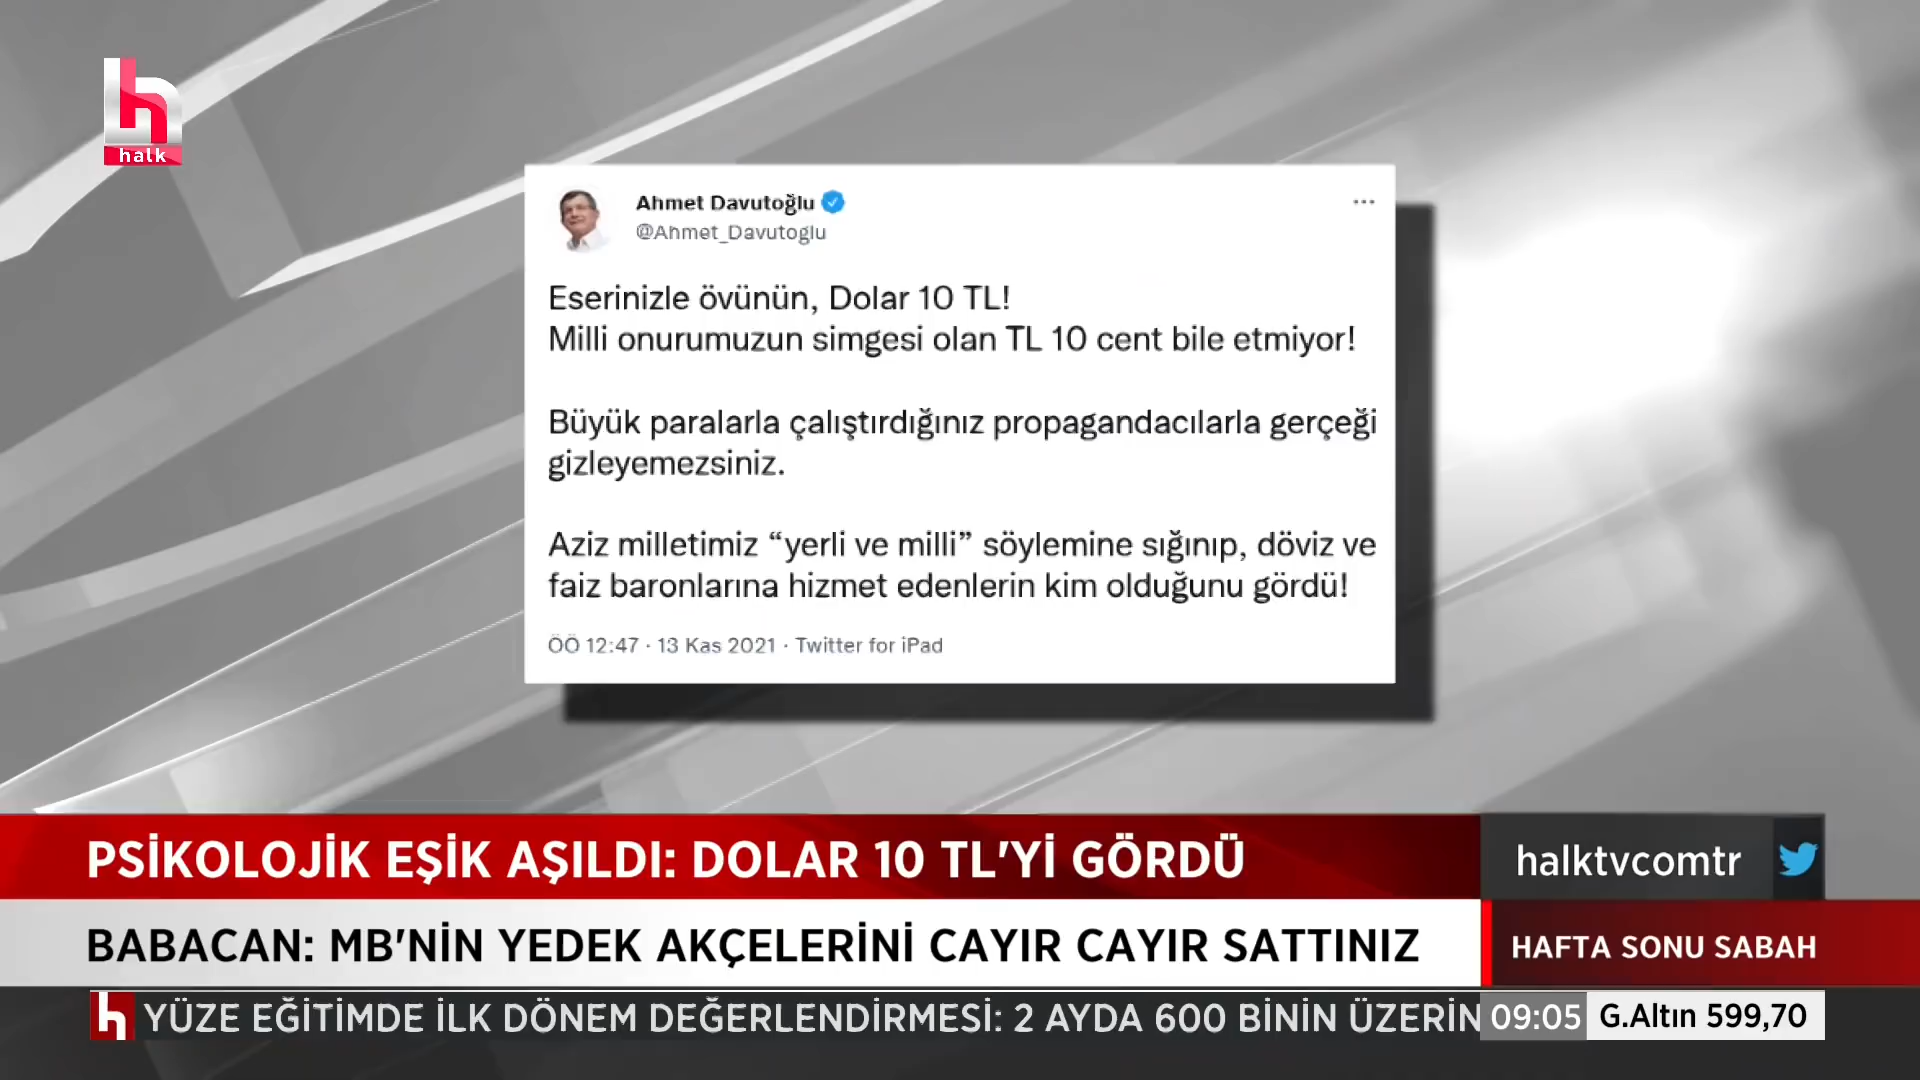 h
halk
Ahmet Davutoğlu
@Ahmet_Davutoglu
Eserinizle övünün, Dolar 10 TL!
Milli onurumuzun simgesi olan TL 10 cent bile etmiyor!
Büyük paralarla çalıştırdığınız propagandacılarla gerçeği
gizleyemezsiniz.
Aziz milletimiz “yerli ve milli” söylemine sığınıp, döviz ve
faiz baronlarına hizmet edenlerin kim olduğunu gördü!
ÖÖ 12:47 · 13 Kas 2021 · Twitter for iPad
PSİKOLOJİK EŞİK AŞILDI: DOLAR 10 TL'Yİ GÖRDÜ
halktvcomtr
BABACAN: MB'NİN YEDEK AKÇELERİNİ CAYIR CAYIR SATTINIZ
HAFTA SONU SABAH
h YÜZE EĞİTİMDE İLK DÖNEM DEĞERLENDİRMESİ: 2 AYDA 600 BİNİN ÜZERİN
09:05 G.Altın 599,70